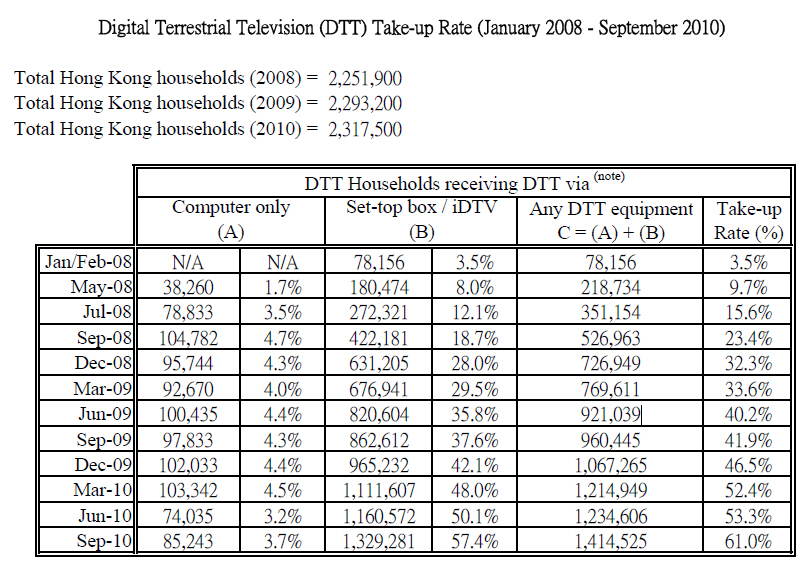 Digital Terrestrial Television (DTT) Take-up Rate (January 2008 - September 2010)
Total Hong Kong households (2008) = 2,251,900
Total Hong Kong households (2009) = 2,293,200
Total Hong Kong households (2010) = 2,317,500
DTT Households receiving DTT via (note)
Computer only Set-top box / iDTV Any DTT equipment Take-up
(A) (B) C = (A) + (B) Rate (%)
Jan/Feb-08 N/A N/A 78,156 3.5% 78,156 3.5%
May-08 38,260 1.7% 180,474 8.0% 218,734 9.7%
Jul-08 78,833 3.5% 272,321 12.1% 351,154 15.6%
Sep-08 104,782 4.7% 422,181 18.7% 526,963 23.4%
Dec-08 95,744 4.3% 631,205 28.0% 726,949 32.3%
Mar-09 92,670 4.0% 676,941 29.5% 769,611 33.6%
Jun-09 100,435 4.4% 820,604 35.8% 921,039 40.2%
Sep-09 97,833 4.3% 862,612 37.6% 960,445 41.9%
Dec-09 102,033 4.4% 965,232 42.1% 1,067,265 46.5%
Mar-10 103,342 4.5% 1,111,607 48.0% 1,214,949 52.4%
Jun-10 74,035 3.2% 1,160,572 50.1% 1,234,606 53.3%
Sep-10 85,243 3.7% 1,329,281 57.4% 1,414,525 61.0%